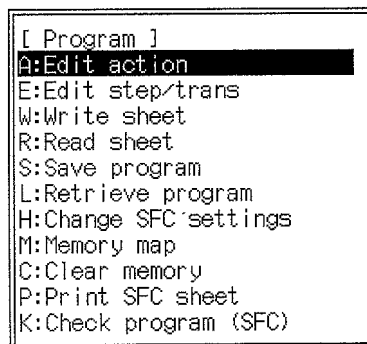 [ Program ]
A:Edit action
E:Edit step/trans
W:Write sheet
R:Read sheet
S:Save program
L:Retrieve program
H:Change SFC settings
M:Memory map
C:Clear memory
P:Print SFC sheet
K:Check program (SFC)